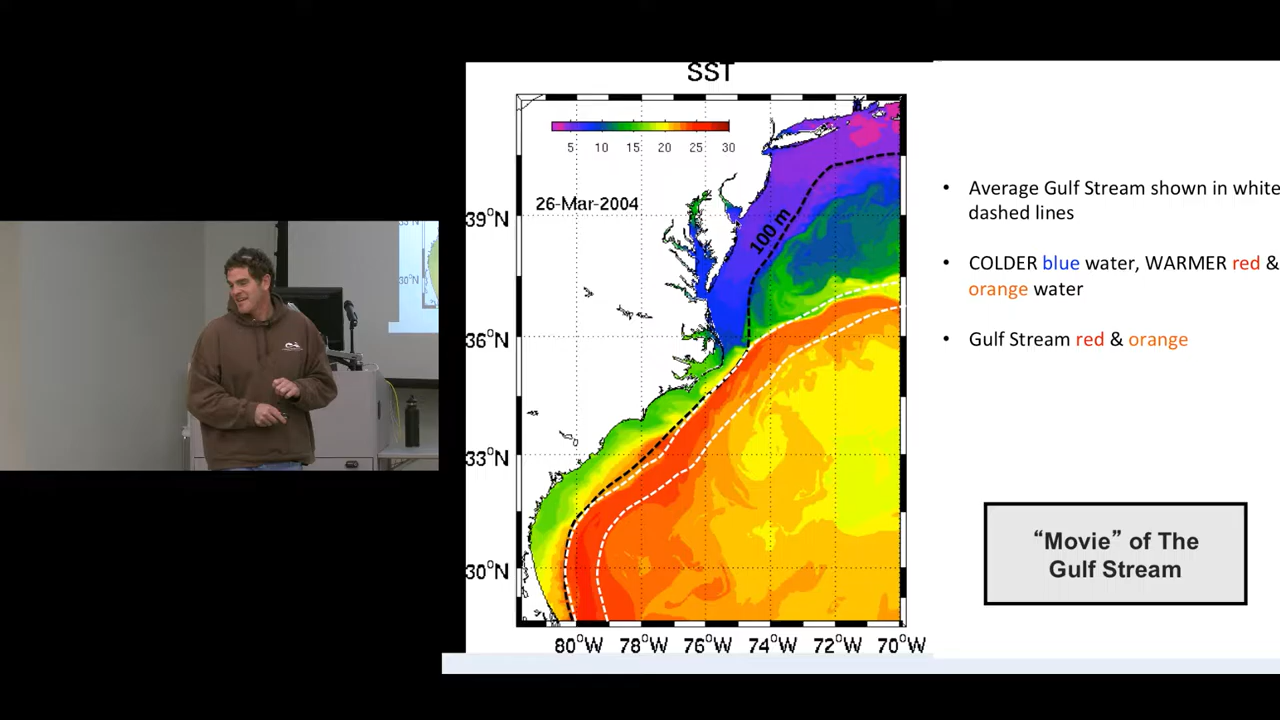 SST
5 10 15 20 25 30
26-Mar-2004
39°N
100 m
36°N
33°N
30°N
80°W 78°W 76°W 74°W 72°W 70°W
• Average Gulf Stream shown in white
dashed lines
• COLDER blue water, WARMER red &
orange water
• Gulf Stream red & orange
“Movie” of The
Gulf Stream
30°N